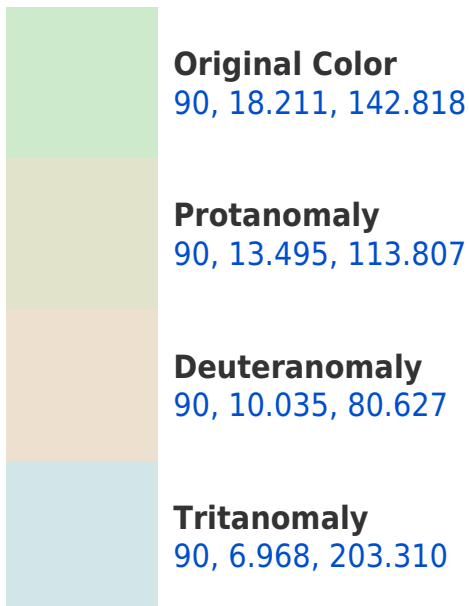 Original Color
90, 18.211, 142.818
Protanomaly
90, 13.495, 113.807
Deuteranomaly
90, 10.035, 80.627
Tritanomaly
90, 6.968, 203.310